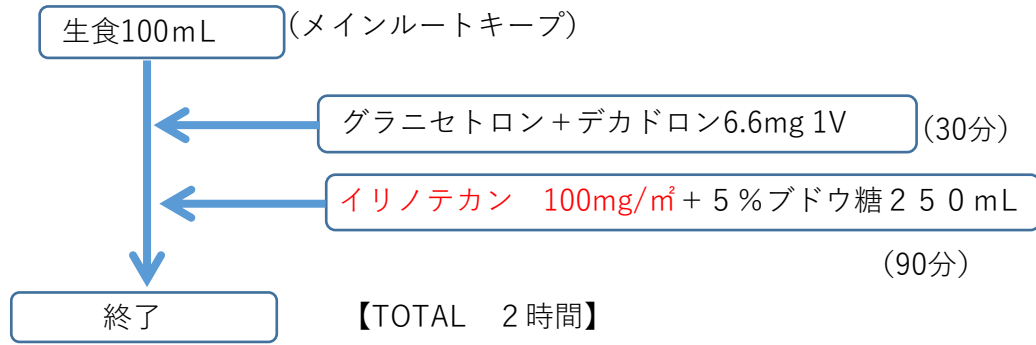 生食100mL (メインルートキープ)
グラニセトロン＋デカドロン6.6mg 1V (30分)
イリノテカン　100mg/㎡＋５％ブドウ糖２５０mL
(90分)
終了 【TOTAL　２時間】